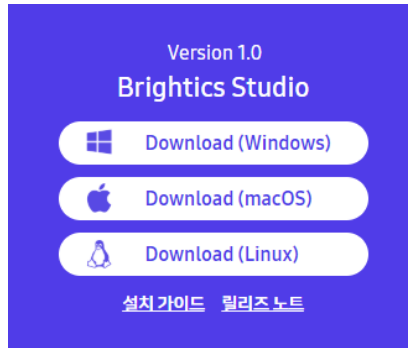 Version 1.0
Brightics Studio
Download (Windows)
Download (macOS)
Download (Linux)
설치 가이드 릴리즈 노트